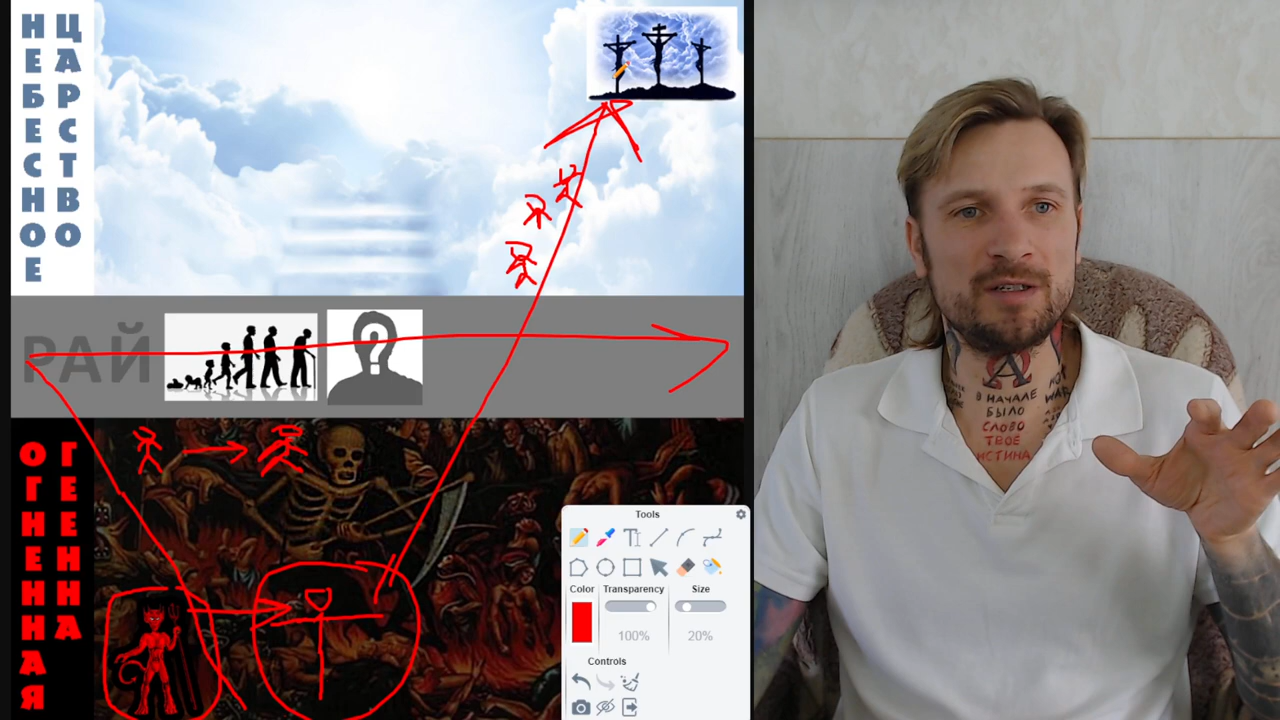 НЕБЕСНОЕ
ЦАРСТВО
РАЙ
?
ОГНЕННАЯ
ГЕЕННА
Tools
Color
Transparency
Size
100%
20%
Controls
А
В НАЧАЛЕ
БЫЛО
СЛОВО
ТВОЕ
ИСТИНА